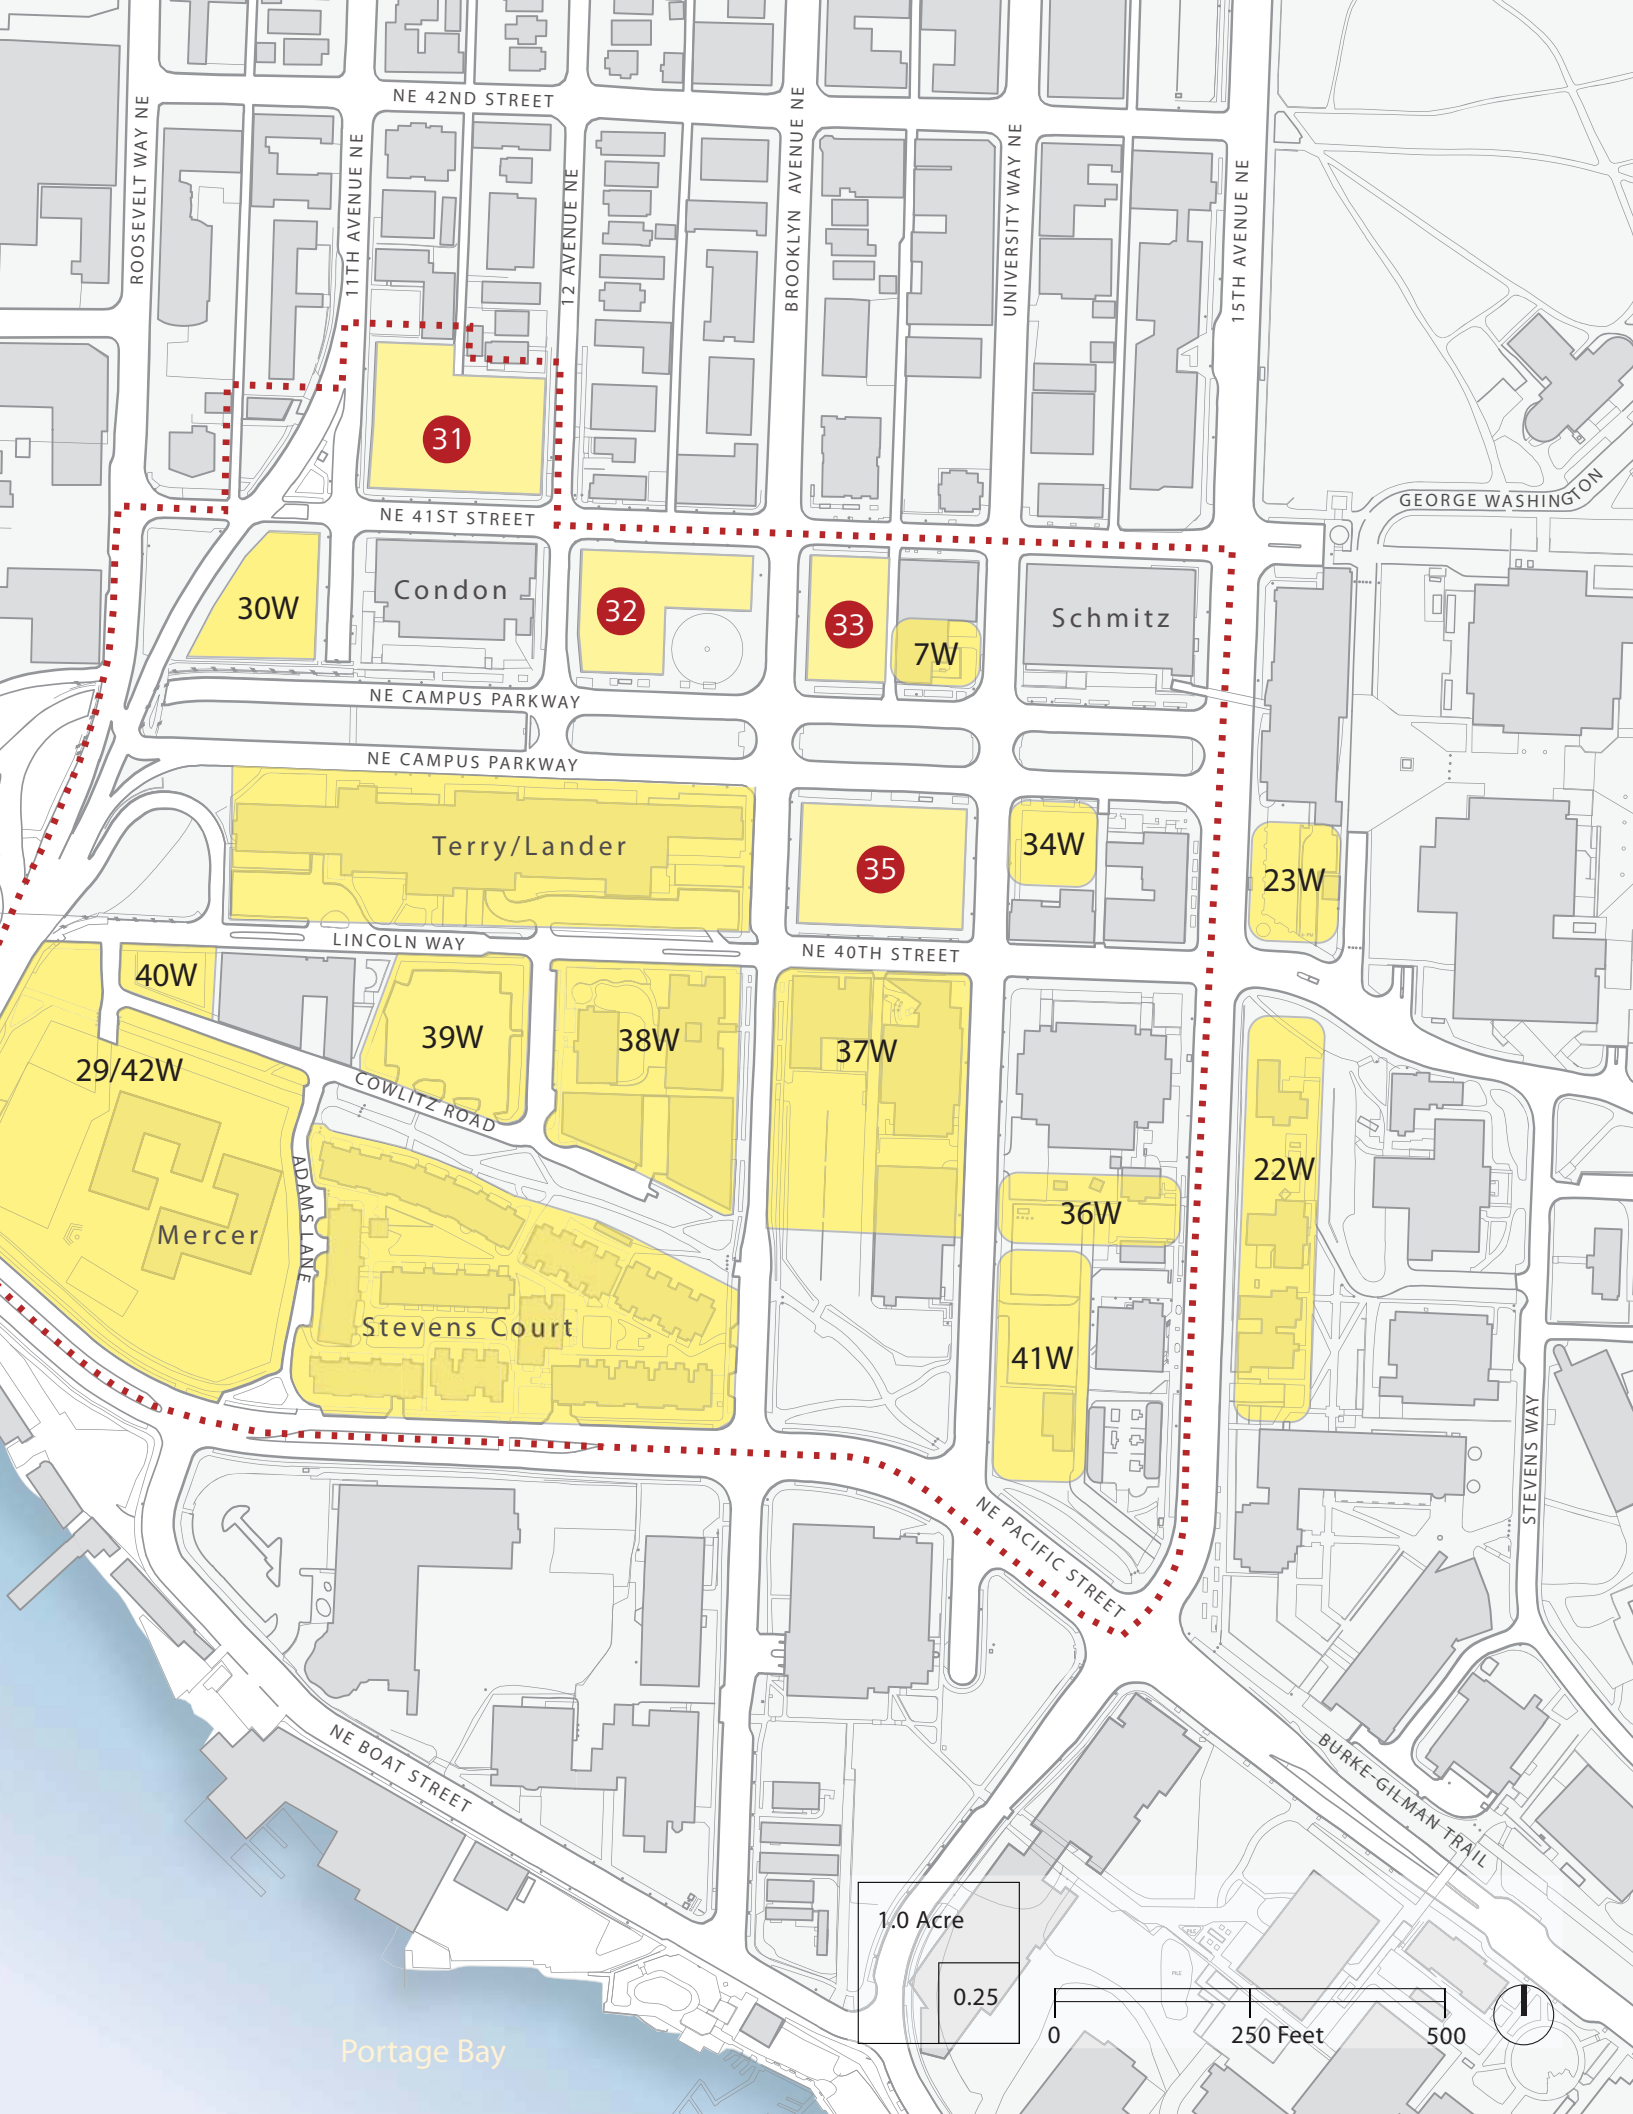 NE 42ND STREET
ROOSEVELT WAY NE
11TH AVENUE NE
12 AVENUE NE
BROOKLYN AVENUE NE
UNIVERSITY WAY NE
15TH AVENUE NE
31
GEORGE WASHINGTON
NE 41ST STREET
30W
Condon
32
33
7W
Schmitz
NE CAMPUS PARKWAY
NE CAMPUS PARKWAY
Terry/Lander
35
34W
23W
LINCOLN WAY
NE 40TH STREET
40W
39W
38W
37W
29/42W
COWLITZ ROAD
ADAMS LANE
Mercer
36W
22W
Stevens Court
41W
STEVENS WAY
NE PACIFIC STREET
NE BOAT STREET
BURKE-GILMAN TRAIL
1.0 Acre
0.25
0
250 Feet
500
Portage Bay